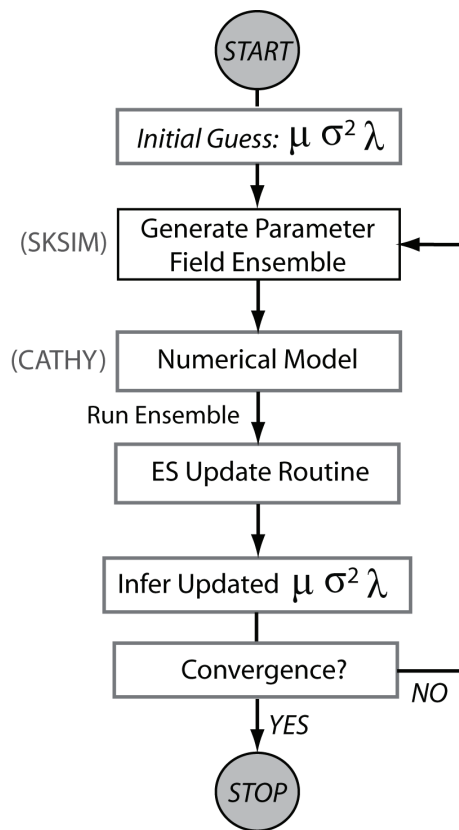 START
Initial Guess: μ σ² λ
(SKSIM)
Generate Parameter
Field Ensemble
(CATHY)
Numerical Model
Run Ensemble
ES Update Routine
Infer Updated μ σ² λ
Convergence?
NO
YES
STOP